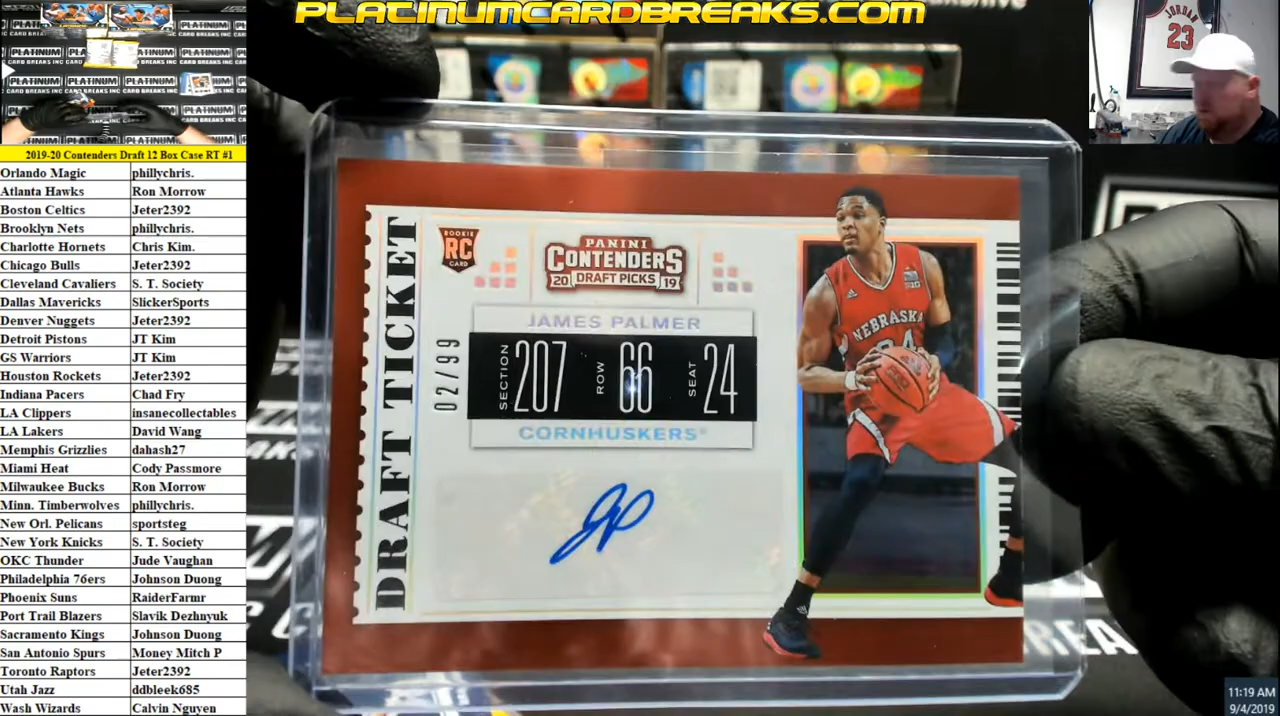 PLATINUMCARDBREAKS.COM
JORDAN
23
PLATINUM
CARD BREAKS INC
2019-20 Contenders Draft 12 Box Case RT #1
Orlando Magic phillychris.
Atlanta Hawks Ron Morrow
Boston Celtics Jeter2392
Brooklyn Nets phillychris.
Charlotte Hornets Chris Kim.
Chicago Bulls Jeter2392
Cleveland Cavaliers S. T. Society
Dallas Mavericks SlickerSports
Denver Nuggets Jeter2392
Detroit Pistons JT Kim
GS Warriors JT Kim
Houston Rockets Jeter2392
Indiana Pacers Chad Fry
LA Clippers insanecollectables
LA Lakers David Wang
Memphis Grizzlies dahash27
Miami Heat Cody Passmore
Milwaukee Bucks Ron Morrow
Minn. Timberwolves phillychris.
New Orl. Pelicans sportsteg
New York Knicks S. T. Society
OKC Thunder Jude Vaughan
Philadelphia 76ers Johnson Duong
Phoenix Suns RaiderFarmr
Port Trail Blazers Slavik Dezhnyuk
Sacramento Kings Johnson Duong
San Antonio Spurs Money Mitch P
Toronto Raptors Jeter2392
Utah Jazz ddbleek685
Wash Wizards Calvin Nguyen
DRAFT TICKET
ROOKIE
RC
CARD
PANINI
CONTENDERS
20 DRAFT PICKS 19
JAMES PALMER
02/99
SECTION 207 ROW 66 SEAT 24
CORNHUSKERS®
JP
NEBRASKA
24
11:19 AM
9/4/2019